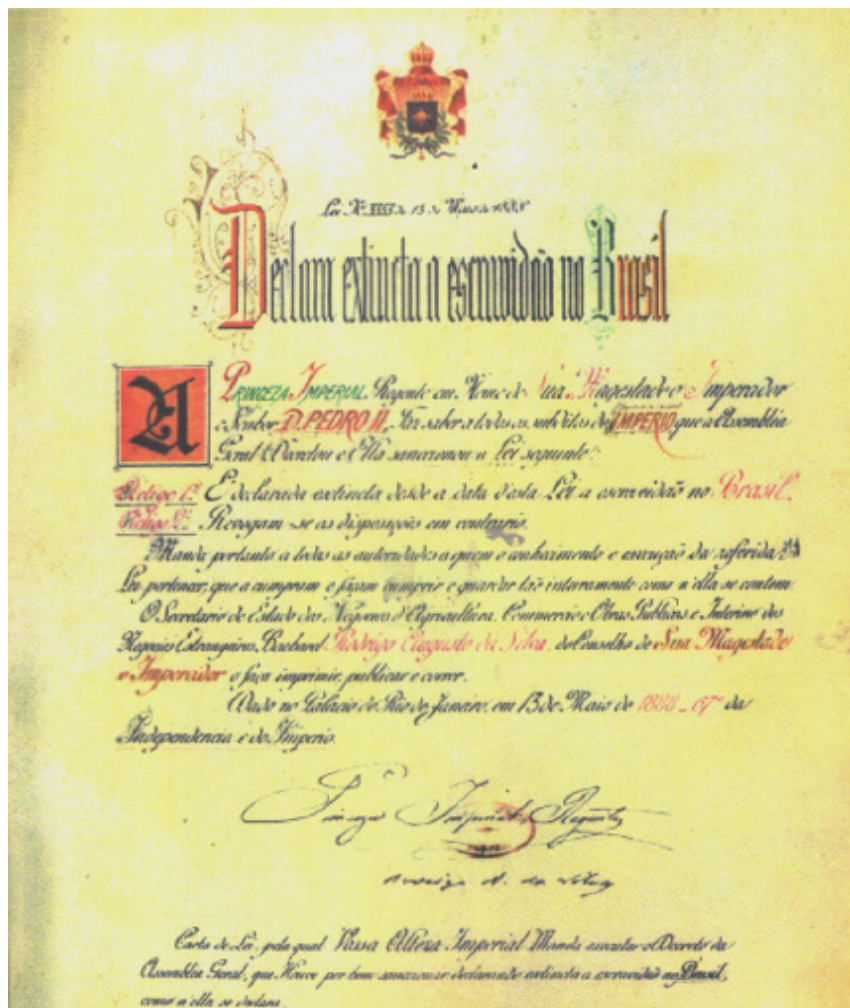 Lei Nº 3353 de 13 de Maio de 1888
Declara extincta a escravidão no Brasil
A PRINCEZA IMPERIAL Regente em Nome de Sua Magestade o Imperador
o Senhor D. PEDRO II, Faz saber a todos os subditos do IMPERIO que a Assembléa
Geral Decretou e Ella sanccionou a Lei seguinte:
Artigo 1º É declarada extincta desde a data d'esta Lei a escravidão no Brasil.
Artigo 2º Revogam-se as disposições em contrario.
Manda portanto a todas as autoridades a quem o conhecimento e execução da referida
Lei pertencer, que a cumpram e façam cumprir e guardar tão inteiramente como n'ella se contem
O Secretario de Estado dos Negocios d'Agricultura, Commercio e Obras Publicas e Interino dos
Negocios Estrangeiros, Bacharel Rodrigo Augusto da Silva do Conselho de Sua Magestade
o Imperador o faça imprimir, publicar e correr.
Dado no Palacio do Rio de Janeiro, em 13 de Maio de 1888 - 67º da
Independencia e do Imperio.
Princeza Imperial Regente
Rodrigo A. da Silva
Carta de Lei, pela qual Vossa Alteza Imperial Manda executar o Decreto da
Assembléa Geral, que Houve por bem sanccionar declarando extincta a escravidão no Brasil,
como n'ella se declara.